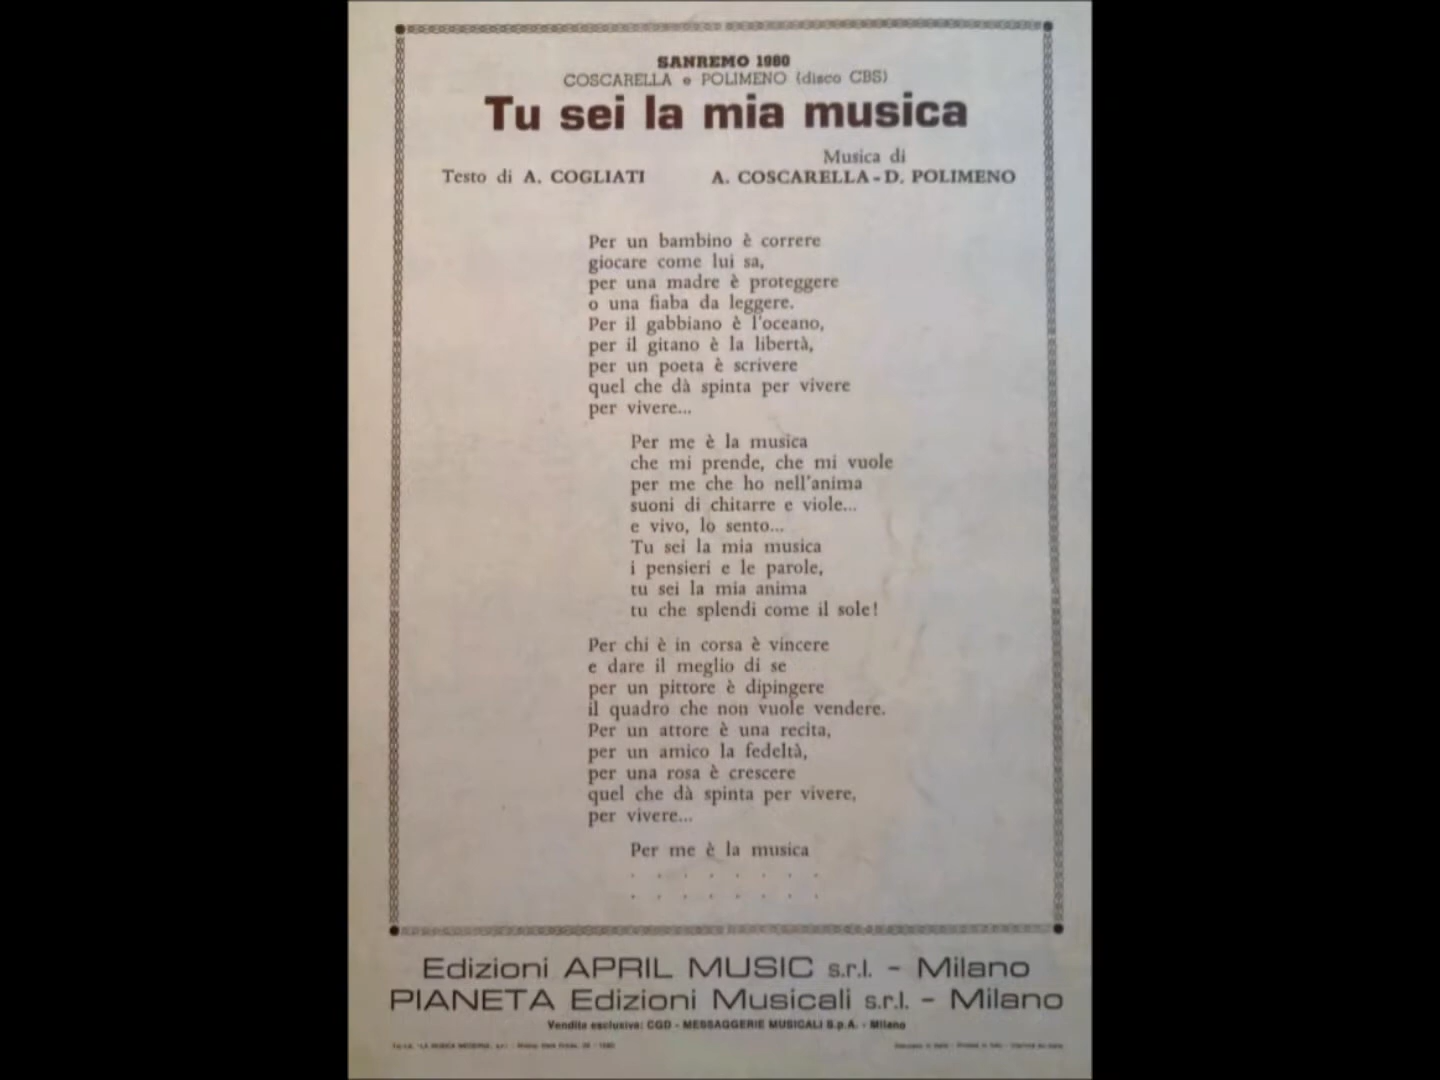 SANREMO 1980
COSCARELLA e POLIMENO (disco CBS)
Tu sei la mia musica
Musica di
Testo di A. COGLIATI A. COSCARELLA - D. POLIMENO
Per un bambino è correre
giocare come lui sa,
per una madre è proteggere
o una fiaba da leggere.
Per il gabbiano è l'oceano,
per il gitano è la libertà,
per un poeta è scrivere
quel che dà spinta per vivere
per vivere...
Per me è la musica
che mi prende, che mi vuole
per me che ho nell'anima
suoni di chitarre e viole...
e vivo, lo sento...
Tu sei la mia musica
i pensieri e le parole,
tu sei la mia anima
tu che splendi come il sole!
Per chi è in corsa è vincere
e dare il meglio di se
per un pittore è dipingere
il quadro che non vuole vendere.
Per un attore è una recita,
per un amico la fedeltà,
per una rosa è crescere
quel che dà spinta per vivere,
per vivere...
Per me è la musica
. . . . . . . .
. . . . . . . .
Edizioni APRIL MUSIC s.r.l. - Milano
PIANETA Edizioni Musicali s.r.l. - Milano
Vendita esclusiva: CGD - MESSAGGERIE MUSICALI S.p.A. - Milano